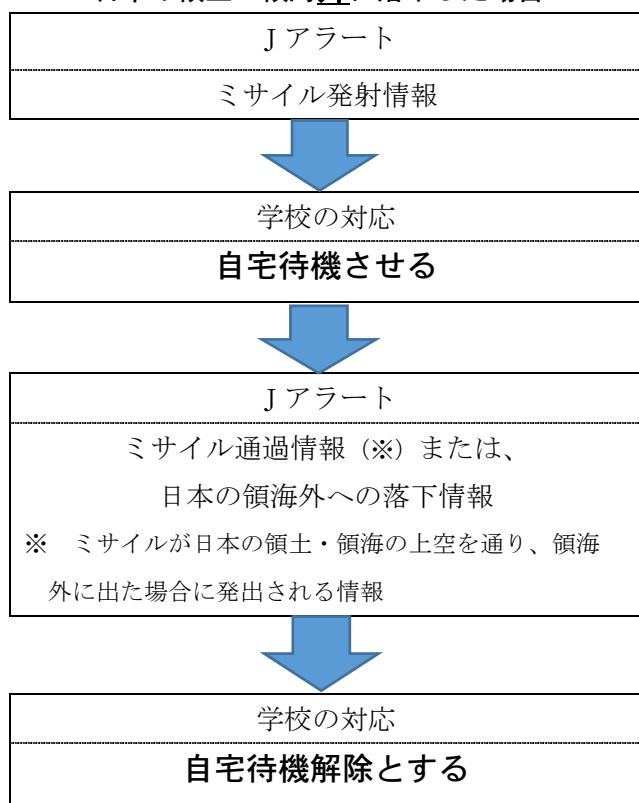 Jアラート
ミサイル発射情報
学校の対応
自宅待機させる
Jアラート
ミサイル通過情報（※）または、
日本の領海外への落下情報
※　ミサイルが日本の領土・領海の上空を通り、領海
外に出た場合に発出される情報
学校の対応
自宅待機解除とする